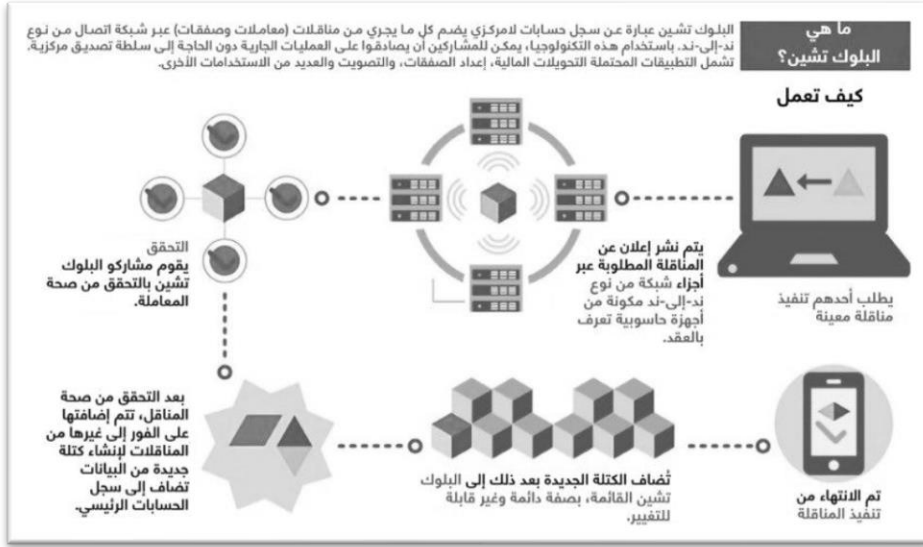 ما هي
البلوك تشين؟
البلوك تشين عبارة عن سجل حسابات لامركزي يضم كل ما يجري من مناقلات (معاملات وصفقات) عبر شبكة اتصال من نوع
ند-إلى-ند. باستخدام هذه التكنولوجيا، يمكن للمشاركين أن يصادقوا على العمليات الجارية دون الحاجة إلى سلطة تصديق مركزية.
تشمل التطبيقات المحتملة التحويلات المالية، إعداد الصفقات، والتصويت والعديد من الاستخدامات الأخرى.
كيف تعمل
يطلب أحدهم تنفيذ
مناقلة معينة
يتم نشر إعلان عن
المناقلة المطلوبة عبر
أجزاء شبكة من نوع
ند-إلى-ند مكونة من
أجهزة حاسوبية تعرف
بالعقد.
التحقق
يقوم مشاركو البلوك
تشين بالتحقق من صحة
المعاملة.
بعد التحقق من صحة
المناقل، تتم إضافتها
على الفور إلى غيرها من
المناقلات لإنشاء كتلة
جديدة من البيانات
تضاف إلى سجل
الحسابات الرئيسي.
تُضاف الكتلة الجديدة بعد ذلك إلى البلوك
تشين القائمة، بصفة دائمة وغير قابلة
للتغيير.
تم الانتهاء من
تنفيذ المناقلة